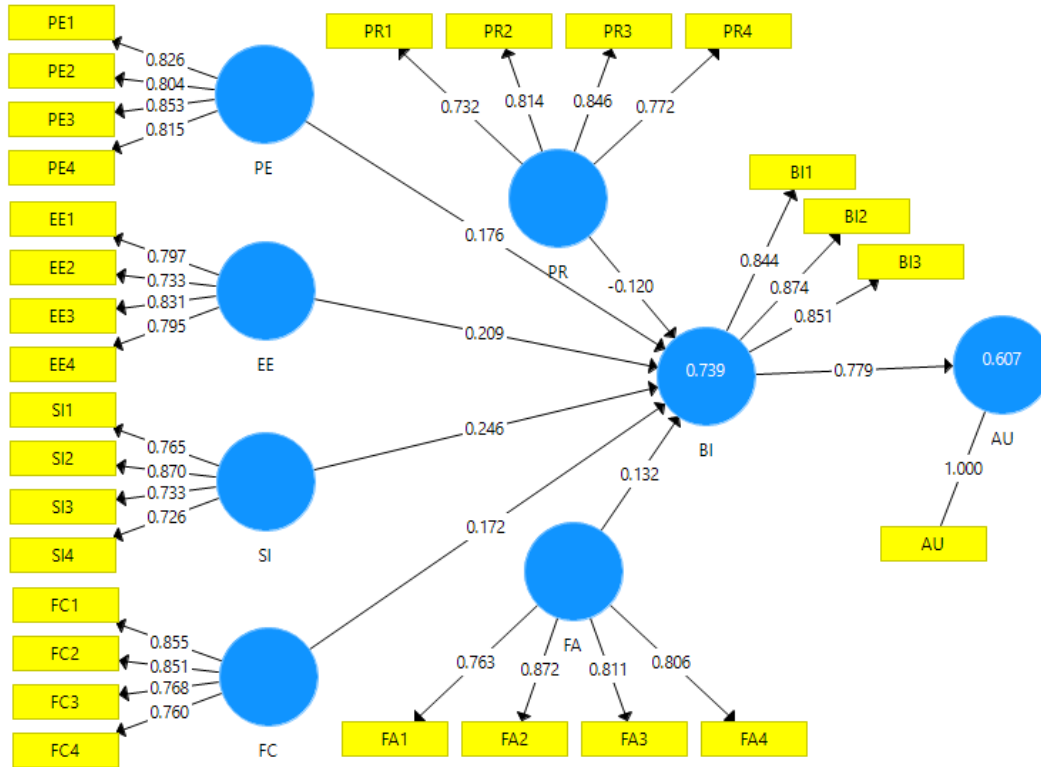 PE1
PE2
PE3
PE4
0.826
0.804
0.853
0.815
PE
PR1
PR2
PR3
PR4
0.732
0.814
0.846
0.772
PR
EE1
EE2
EE3
EE4
0.797
0.733
0.831
0.795
EE
SI1
SI2
SI3
SI4
0.765
0.870
0.733
0.726
SI
FC1
FC2
FC3
FC4
0.855
0.851
0.768
0.760
FC
0.176
-0.120
0.209
0.246
0.172
0.132
BI1
BI2
BI3
0.844
0.874
0.851
0.739
BI
0.779
0.607
AU
1.000
AU
FA
0.763
0.872
0.811
0.806
FA1
FA2
FA3
FA4